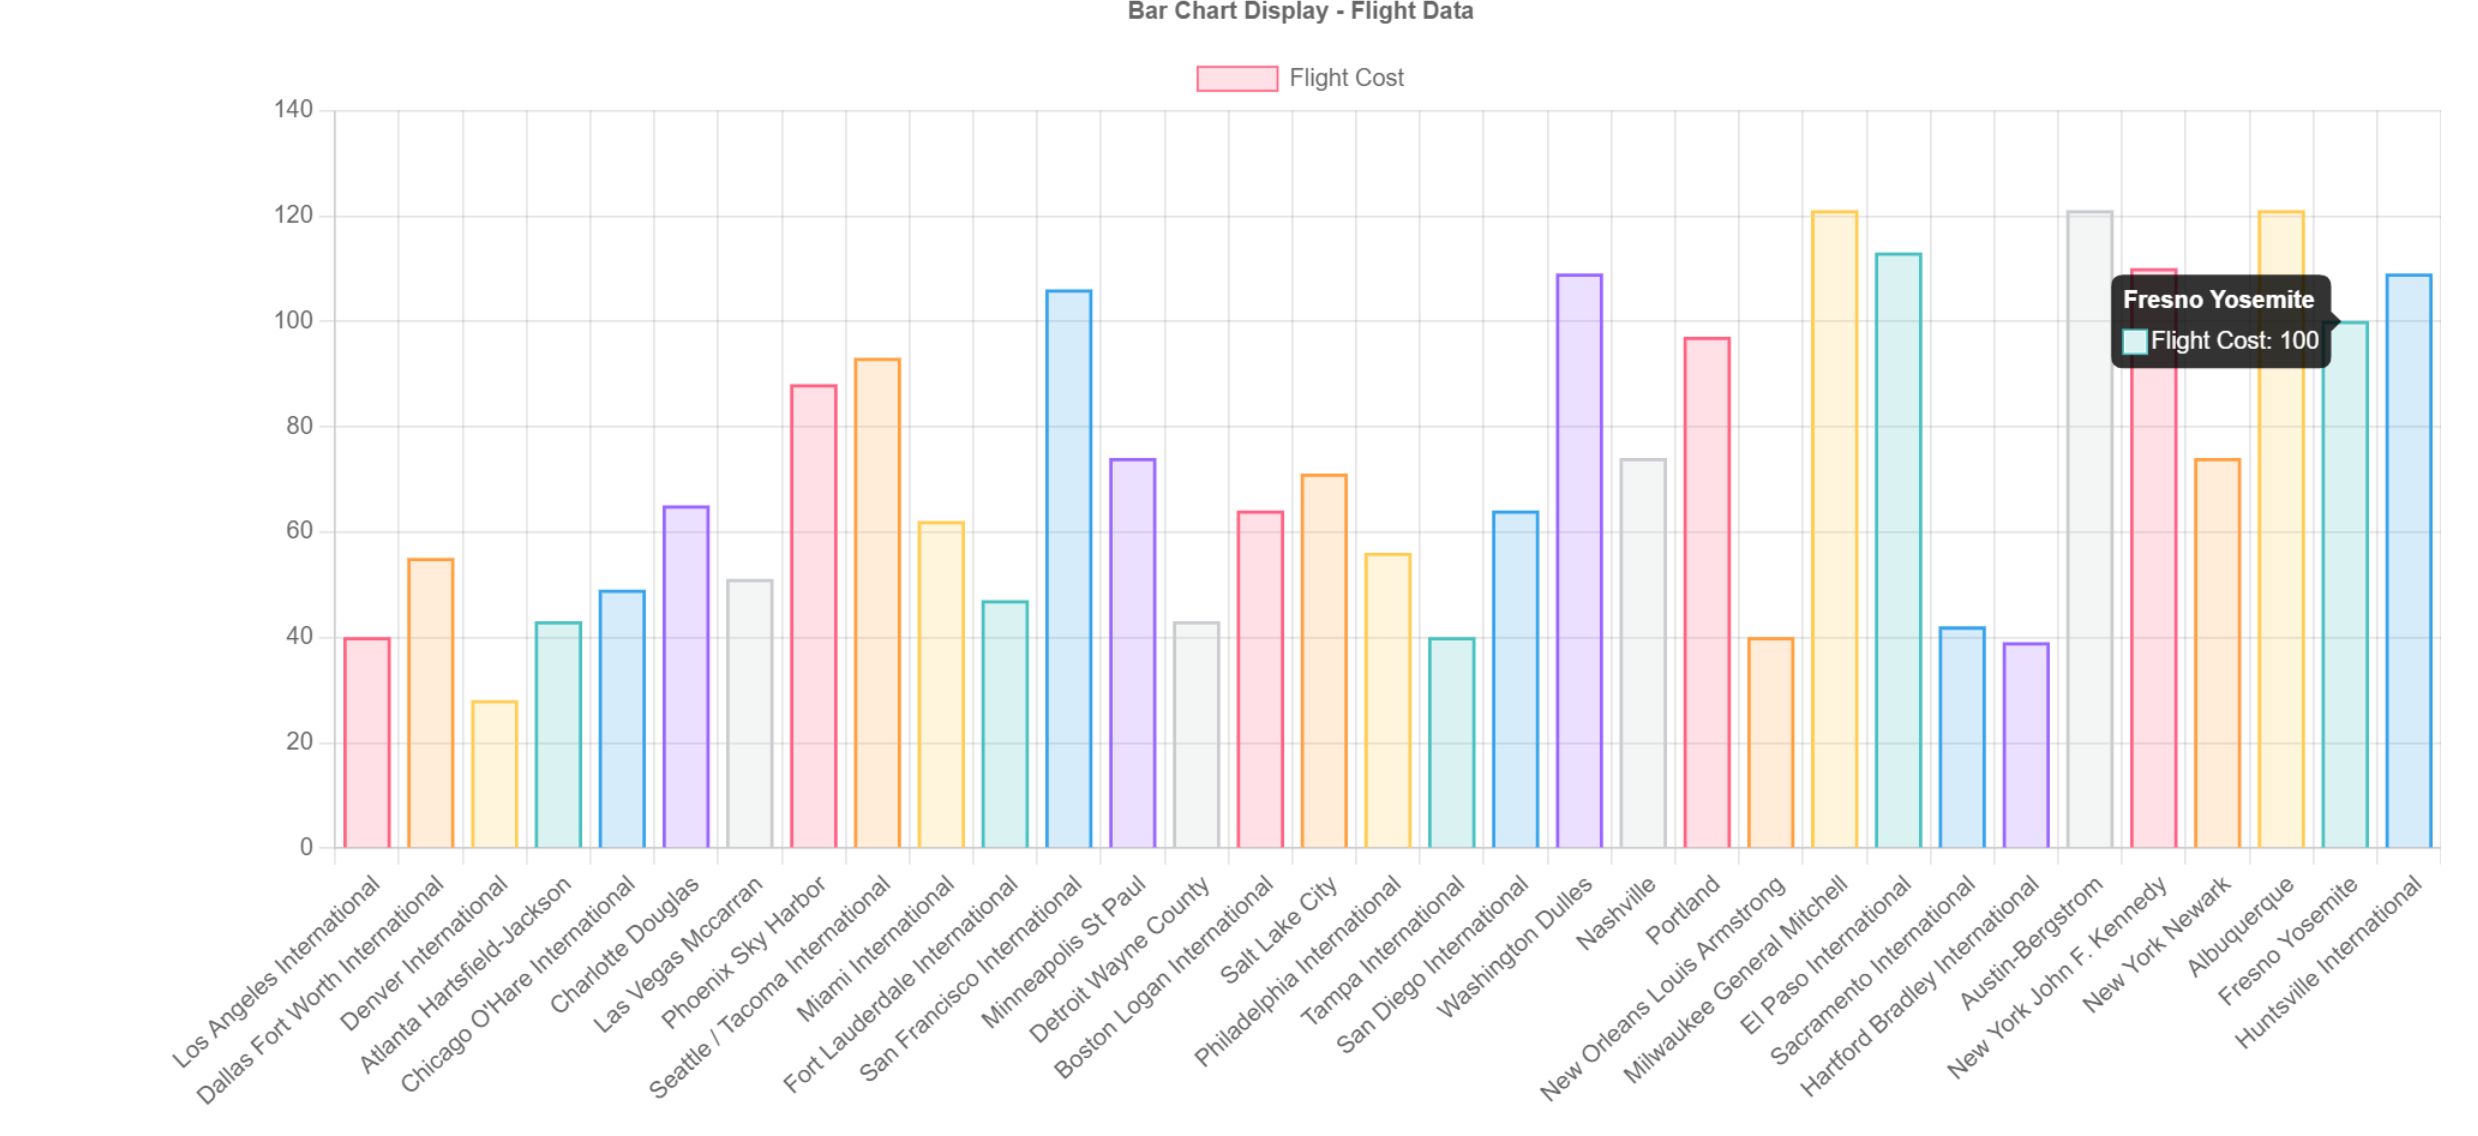 Bar Chart Display - Flight Data
Flight Cost
140
120
100
80
60
40
20
0
Fresno Yosemite
Flight Cost: 100
Los Angeles International
Dallas Fort Worth International
Denver International
Atlanta Hartsfield-Jackson
Chicago O'Hare International
Charlotte Douglas
Las Vegas Mccarran
Phoenix Sky Harbor
Seattle / Tacoma International
Miami International
Fort Lauderdale International
San Francisco International
Minneapolis St Paul
Detroit Wayne County
Boston Logan International
Salt Lake City
Philadelphia International
Tampa International
San Diego International
Washington Dulles
Nashville
Portland
New Orleans Louis Armstrong
Milwaukee General Mitchell
El Paso International
Sacramento International
Hartford Bradley International
Austin-Bergstrom
New York John F. Kennedy
New York Newark
Albuquerque
Fresno Yosemite
Huntsville International